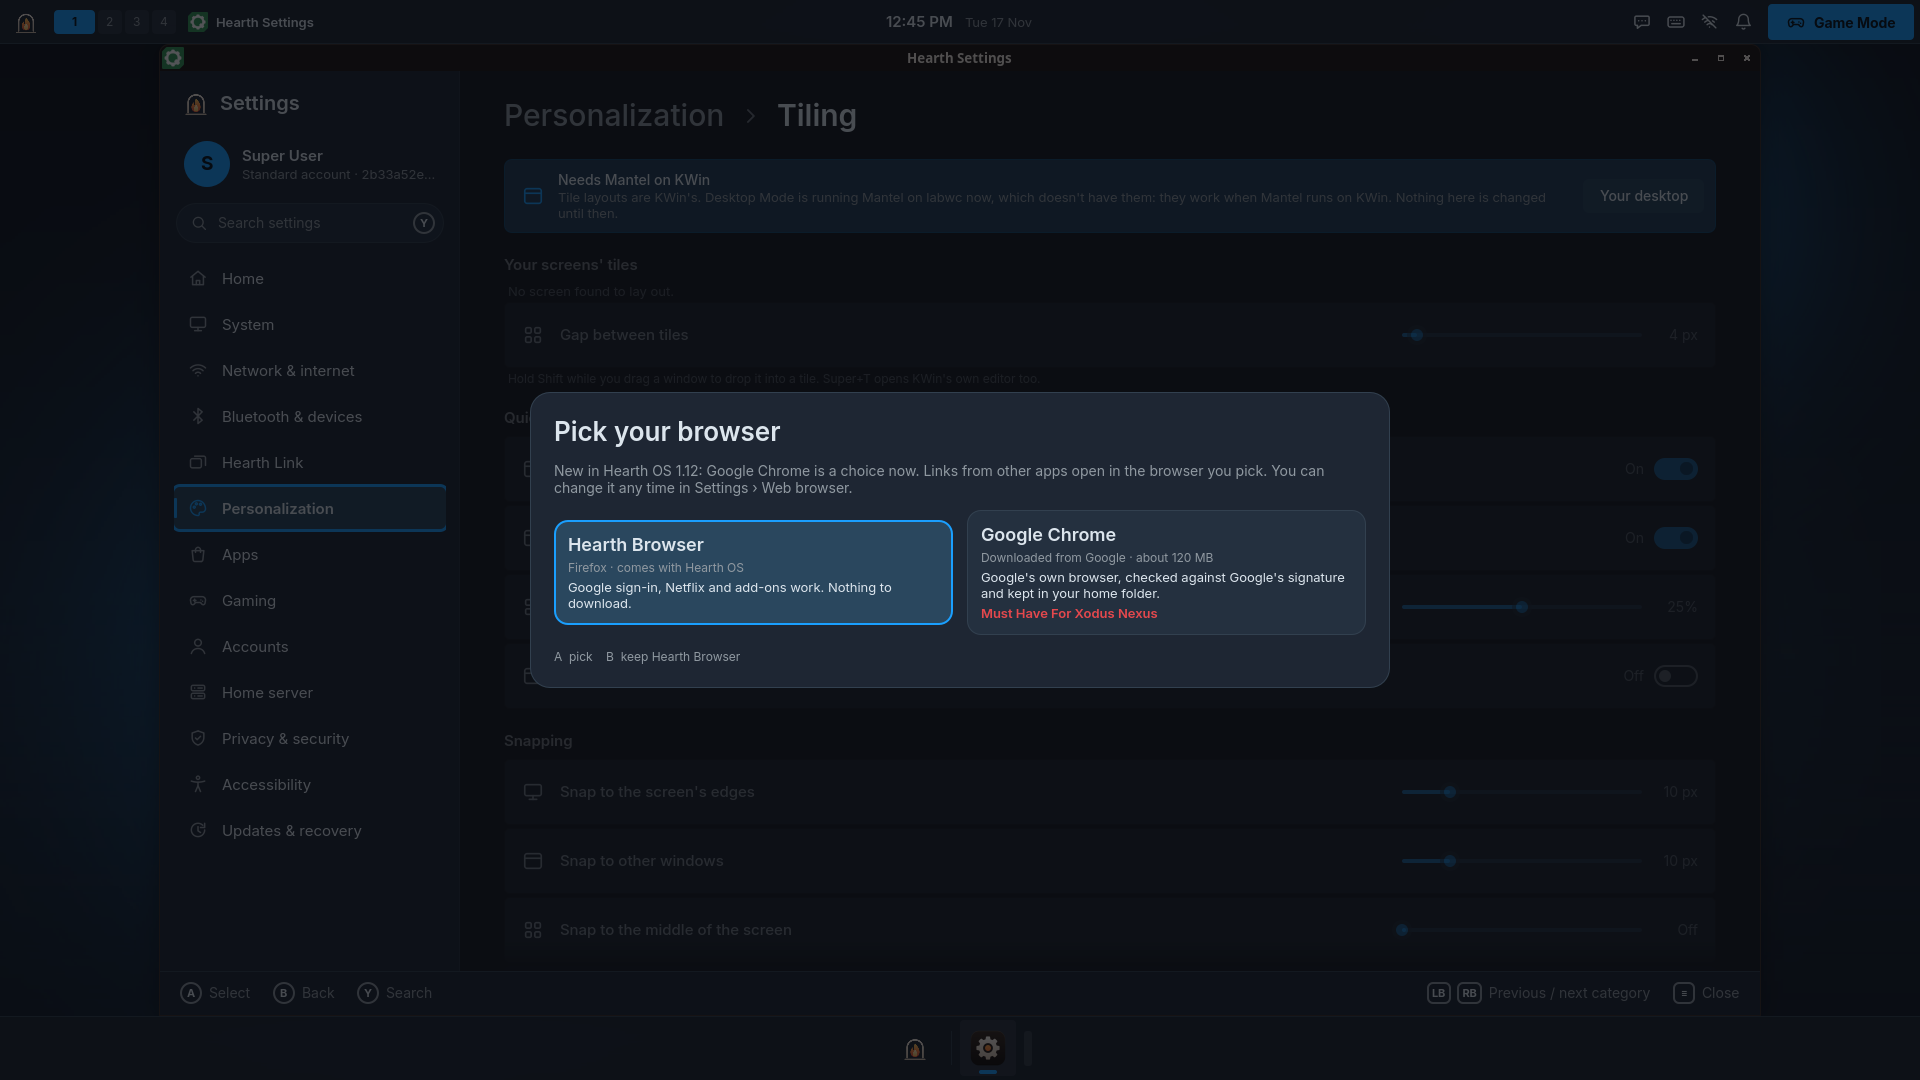 1 2 3 4 Hearth Settings
12:45 PM Tue 17 Nov
Game Mode
Hearth Settings
Settings
S
Super User
Standard account · 2b33a52e...
Search settings Y
Home
System
Network & internet
Bluetooth & devices
Hearth Link
Personalization
Apps
Gaming
Accounts
Home server
Privacy & security
Accessibility
Updates & recovery
Personalization › Tiling
Needs Mantel on KWin
Tile layouts are KWin's. Desktop Mode is running Mantel on labwc now, which doesn't have them: they work when Mantel runs on KWin. Nothing here is changed
until then.
Your desktop
Your screens' tiles
No screen found to lay out.
Gap between tiles 4 px
Hold Shift while you drag a window to drop it into a tile. Super+T opens KWin's own editor too.
On
On
25%
Off
Pick your browser
New in Hearth OS 1.12: Google Chrome is a choice now. Links from other apps open in the browser you pick. You can
change it any time in Settings › Web browser.
Hearth Browser
Firefox · comes with Hearth OS
Google sign-in, Netflix and add-ons work. Nothing to
download.
Google Chrome
Downloaded from Google · about 120 MB
Google's own browser, checked against Google's signature
and kept in your home folder.
Must Have For Xodus Nexus
A pick B keep Hearth Browser
Snapping
Snap to the screen's edges 10 px
Snap to other windows 10 px
Snap to the middle of the screen Off
A Select B Back Y Search
LB RB Previous / next category Close